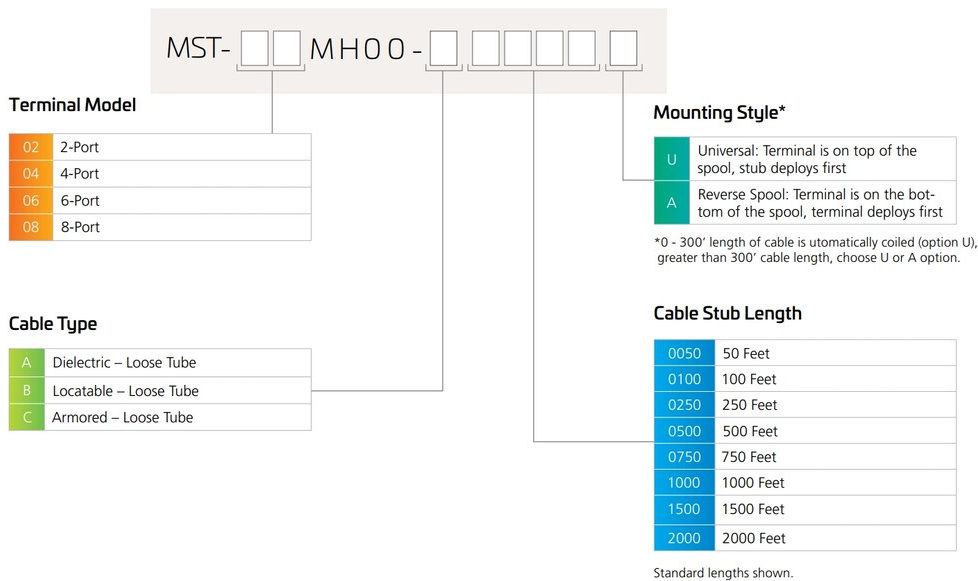 MST- MH00 -
Terminal Model
02 2-Port
04 4-Port
06 6-Port
08 8-Port
Cable Type
A Dielectric – Loose Tube
B Locatable – Loose Tube
C Armored – Loose Tube
Mounting Style*
U Universal: Terminal is on top of the
spool, stub deploys first
A Reverse Spool: Terminal is on the bot-
tom of the spool, terminal deploys first
*0 - 300' length of cable is utomatically coiled (option U),
greater than 300' cable length, choose U or A option.
Cable Stub Length
0050 50 Feet
0100 100 Feet
0250 250 Feet
0500 500 Feet
0750 750 Feet
1000 1000 Feet
1500 1500 Feet
2000 2000 Feet
Standard lengths shown.